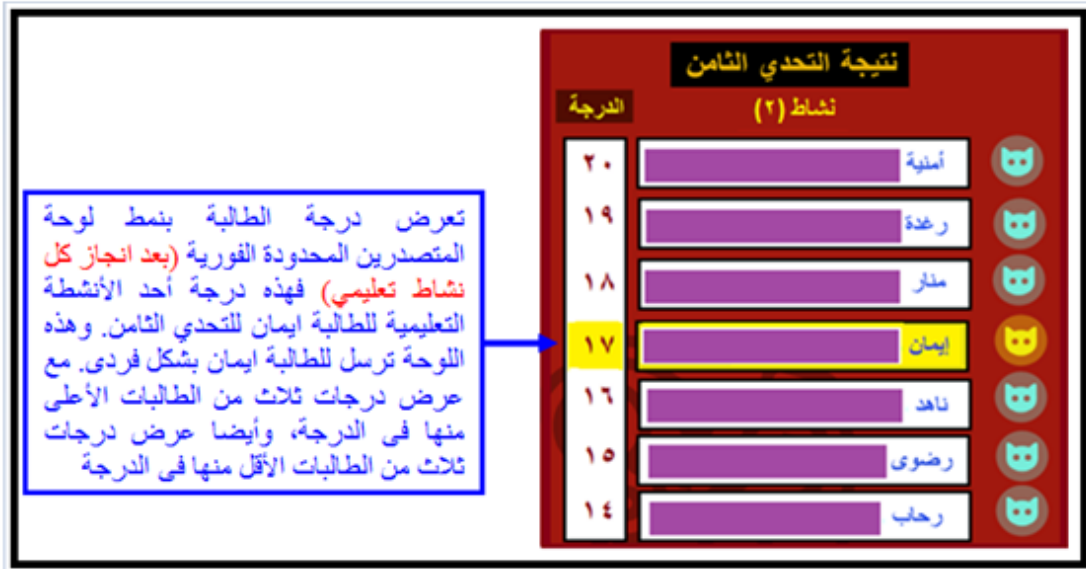 نتيجة التحدي الثامن
نشاط (٢)
الدرجة
أمنية ٢٠
رغدة ١٩
منار ١٨
إيمان ١٧
ناهد ١٦
رضوى ١٥
رحاب ١٤
تعرض درجة الطالبة بنمط لوحة
المتصدرين المحدودة الفورية (بعد انجاز كل
نشاط تعليمي) فهذه درجة أحد الأنشطة
التعليمية للطالبة ايمان للتحدي الثامن. وهذه
اللوحة ترسل للطالبة ايمان بشكل فردى. مع
عرض درجات ثلاث من الطالبات الأعلى
منها فى الدرجة، وأيضا عرض درجات
ثلاث من الطالبات الأقل منها فى الدرجة